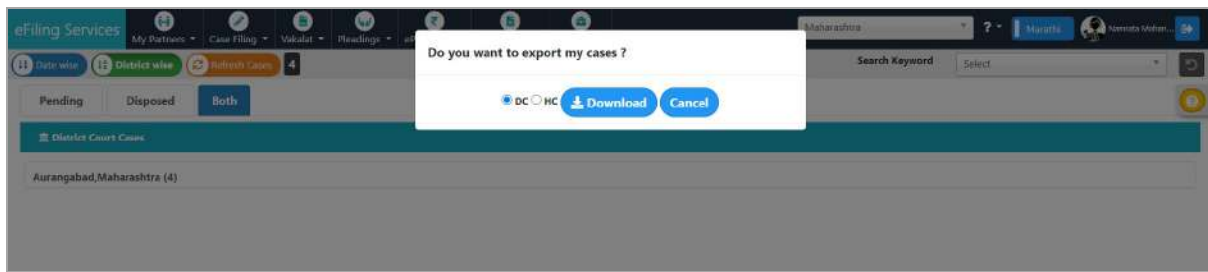 eFiling Services
My Partners
Case Filing
Vakalat
Pleadings
Maharashtra
?
Marathi
Namrata Mohan...
Do you want to export my cases ?
DC HC Download Cancel
Date wise
District wise
Refresh Cases
4
Search Keyword
Select
Pending
Disposed
Both
District Court Cases
Aurangabad,Maharashtra (4)